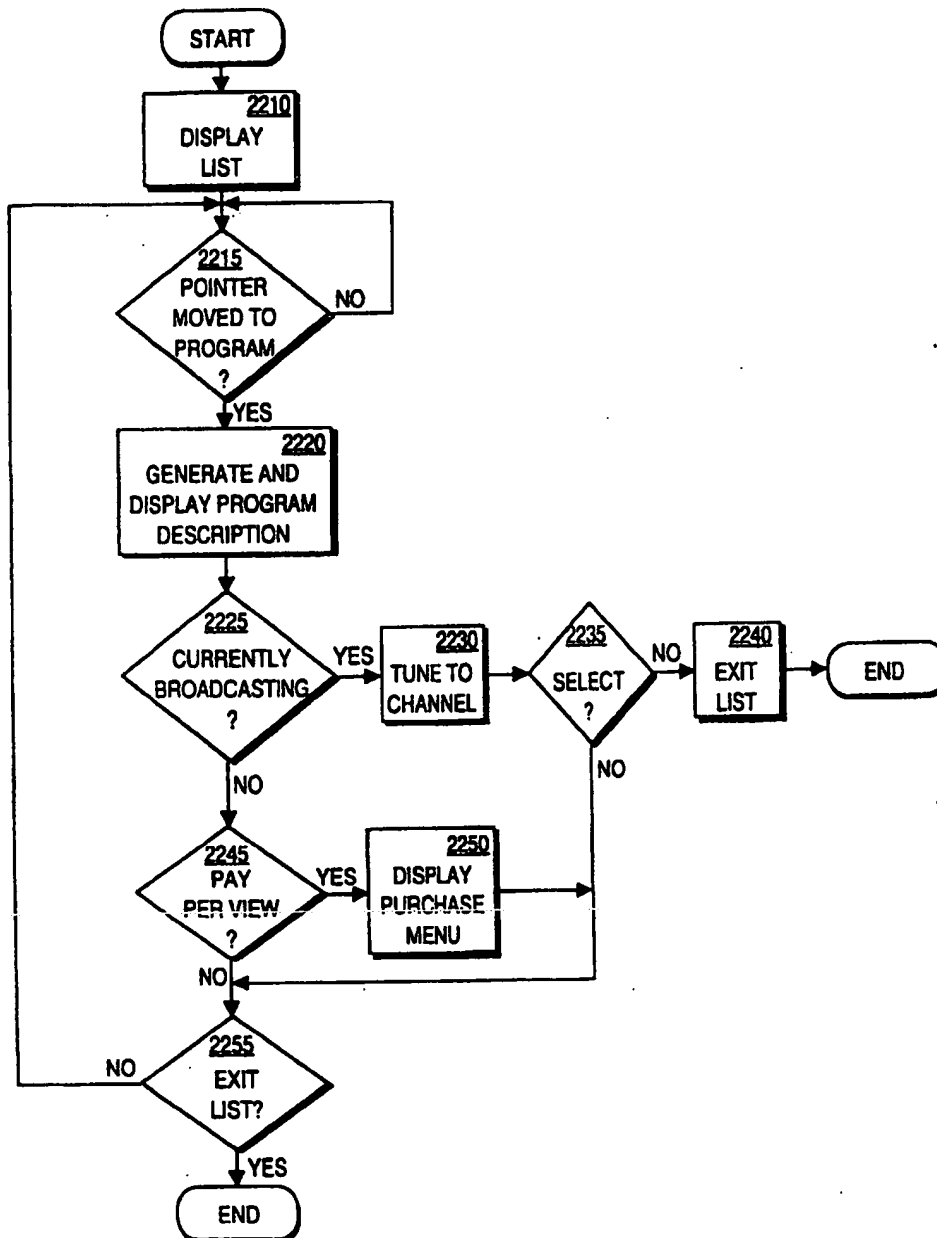 START
2210
DISPLAY
LIST
2215
POINTER
MOVED TO
PROGRAM
?
NO
YES
2220
GENERATE AND
DISPLAY PROGRAM
DESCRIPTION
2225
CURRENTLY
BROADCASTING
?
YES
2230
TUNE TO
CHANNEL
2235
SELECT
?
NO
2240
EXIT
LIST
END
NO
NO
2245
PAY
PER VIEW
?
YES
2250
DISPLAY
PURCHASE
MENU
NO
2255
EXIT
LIST?
NO
YES
END